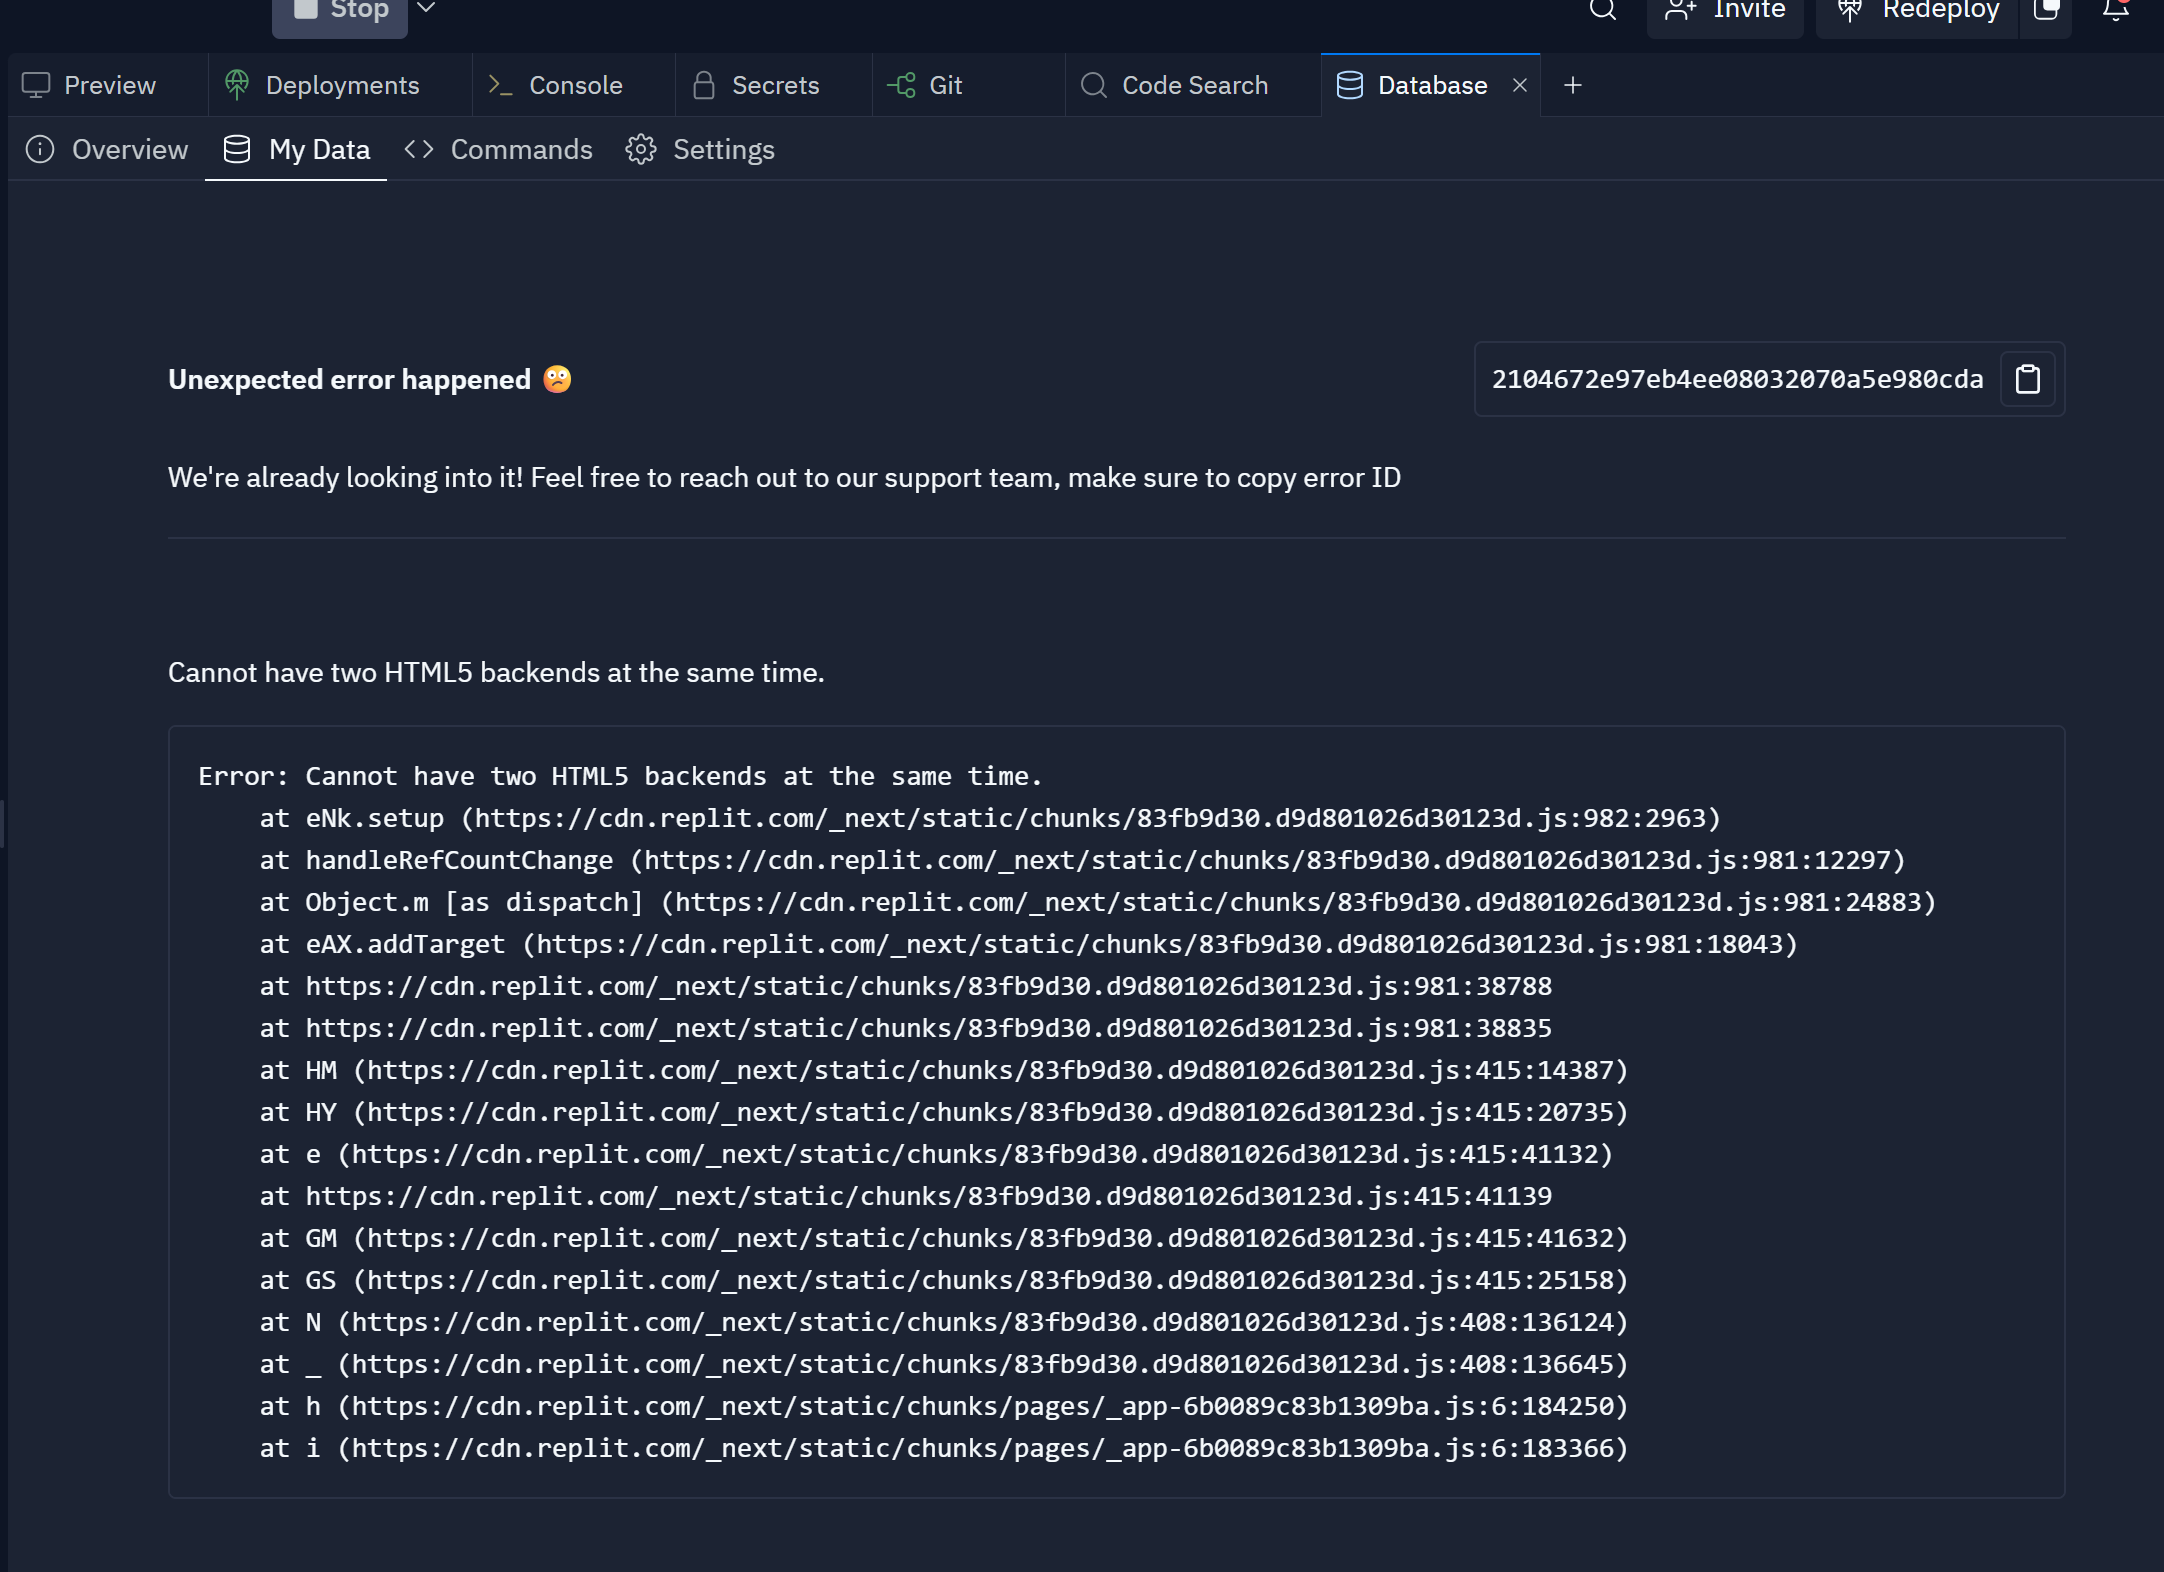 Stop
Invite
Redeploy
Preview
Deployments
Console
Secrets
Git
Code Search
Database
Overview
My Data
Commands
Settings
Unexpected error happened
2104672e97eb4ee08032070a5e980cda
We're already looking into it! Feel free to reach out to our support team, make sure to copy error ID
Cannot have two HTML5 backends at the same time.
Error: Cannot have two HTML5 backends at the same time.
    at eNk.setup (https://cdn.replit.com/_next/static/chunks/83fb9d30.d9d801026d30123d.js:982:2963)
    at handleRefCountChange (https://cdn.replit.com/_next/static/chunks/83fb9d30.d9d801026d30123d.js:981:12297)
    at Object.m [as dispatch] (https://cdn.replit.com/_next/static/chunks/83fb9d30.d9d801026d30123d.js:981:24883)
    at eAX.addTarget (https://cdn.replit.com/_next/static/chunks/83fb9d30.d9d801026d30123d.js:981:18043)
    at https://cdn.replit.com/_next/static/chunks/83fb9d30.d9d801026d30123d.js:981:38788
    at https://cdn.replit.com/_next/static/chunks/83fb9d30.d9d801026d30123d.js:981:38835
    at HM (https://cdn.replit.com/_next/static/chunks/83fb9d30.d9d801026d30123d.js:415:14387)
    at HY (https://cdn.replit.com/_next/static/chunks/83fb9d30.d9d801026d30123d.js:415:20735)
    at e (https://cdn.replit.com/_next/static/chunks/83fb9d30.d9d801026d30123d.js:415:41132)
    at https://cdn.replit.com/_next/static/chunks/83fb9d30.d9d801026d30123d.js:415:41139
    at GM (https://cdn.replit.com/_next/static/chunks/83fb9d30.d9d801026d30123d.js:415:41632)
    at GS (https://cdn.replit.com/_next/static/chunks/83fb9d30.d9d801026d30123d.js:415:25158)
    at N (https://cdn.replit.com/_next/static/chunks/83fb9d30.d9d801026d30123d.js:408:136124)
    at _ (https://cdn.replit.com/_next/static/chunks/83fb9d30.d9d801026d30123d.js:408:136645)
    at h (https://cdn.replit.com/_next/static/chunks/pages/_app-6b0089c83b1309ba.js:6:184250)
    at i (https://cdn.replit.com/_next/static/chunks/pages/_app-6b0089c83b1309ba.js:6:183366)